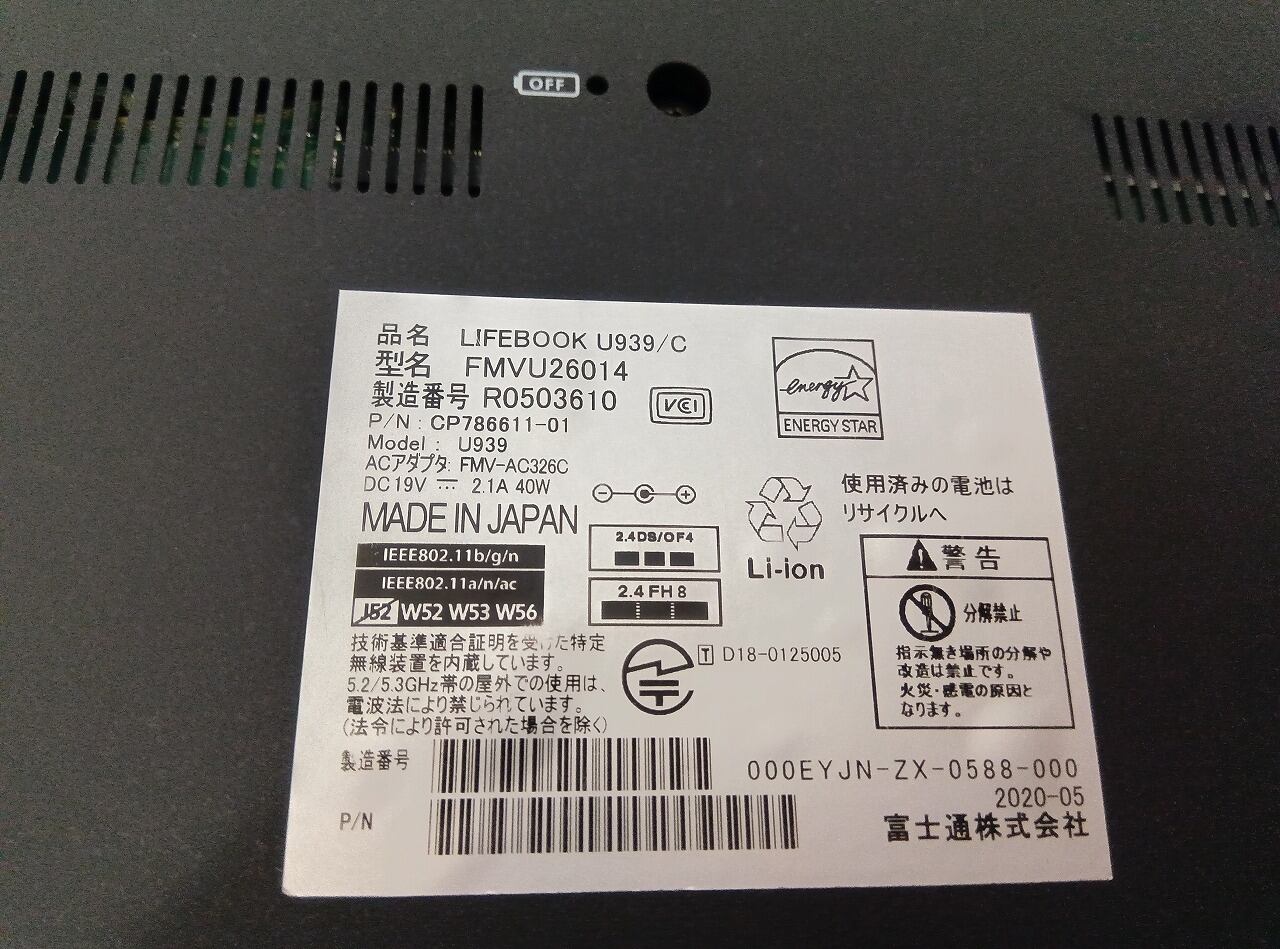 OFF
品名 LIFEBOOK U939/C
型名 FMVU26014
製造番号 R0503610
VCI
P/N : CP786611-01
Model : U939
ACアダプタ: FMV-AC326C
DC19V ⎓ 2.1A 40W
MADE IN JAPAN
energy
ENERGY STAR
使用済みの電池は
リサイクルへ
Li-ion
2.4DS/OF4
2.4FH8
IEEE802.11b/g/n
IEEE802.11a/n/ac
J52 W52 W53 W56
技術基準適合証明を受けた特定
無線装置を内蔵しています。
5.2/5.3GHz帯の屋外での使用は、
電波法により禁じられています。
(法令により許可された場合を除く)
T D18-0125005
警告
分解禁止
指示無き場所の分解や
改造は禁止です。
火災・感電の原因と
なります。
製造番号
P/N
000EYJN-ZX-0588-000
2020-05
富士通株式会社